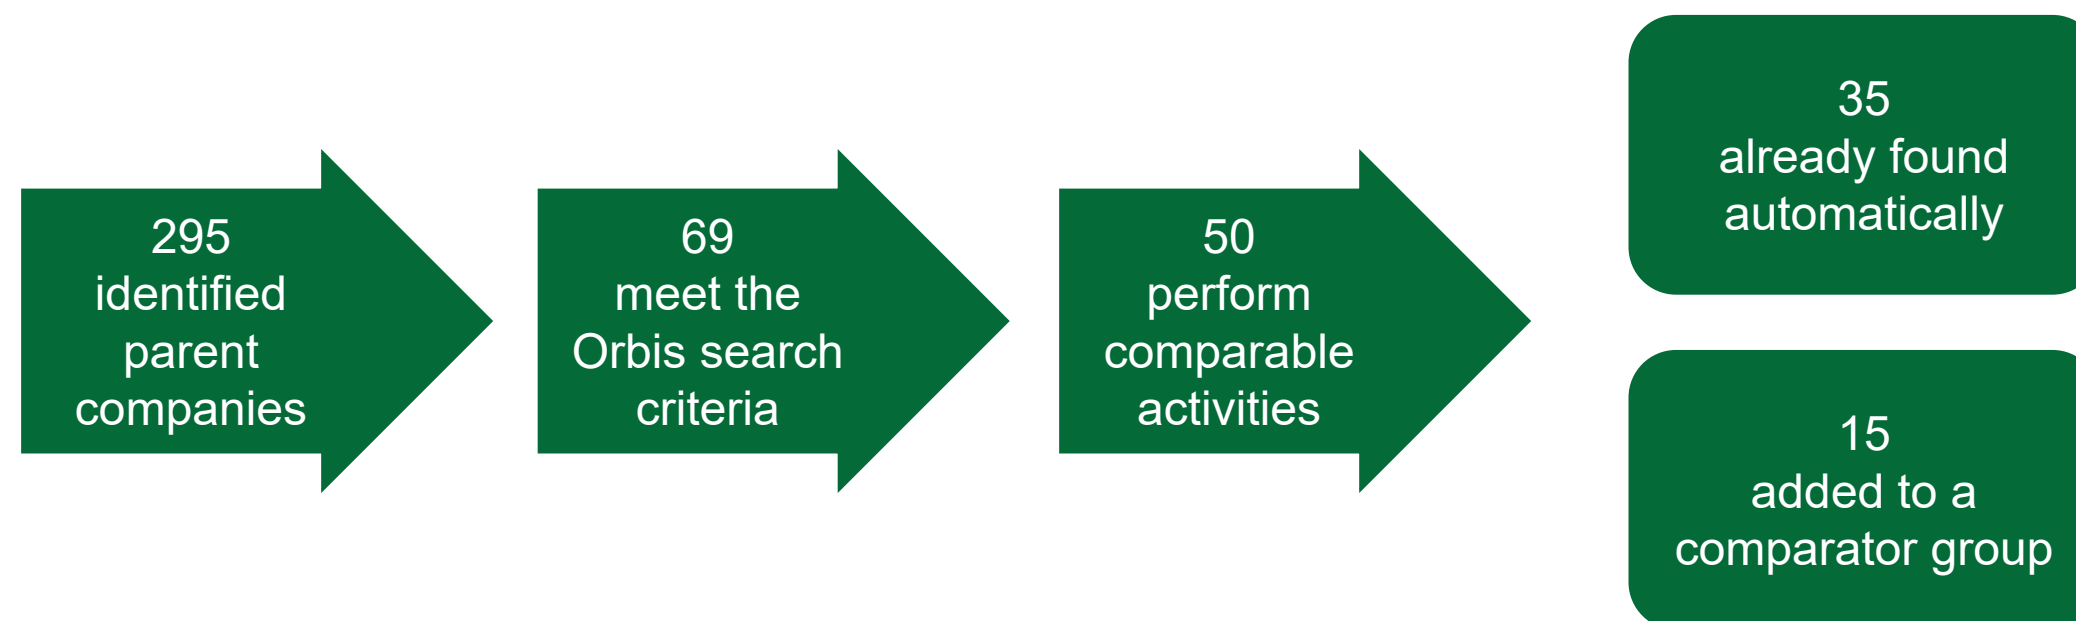 295
identified
parent
companies
69
meet the
Orbis search
criteria
50
perform
comparable
activities
35
already found
automatically
15
added to a
comparator group